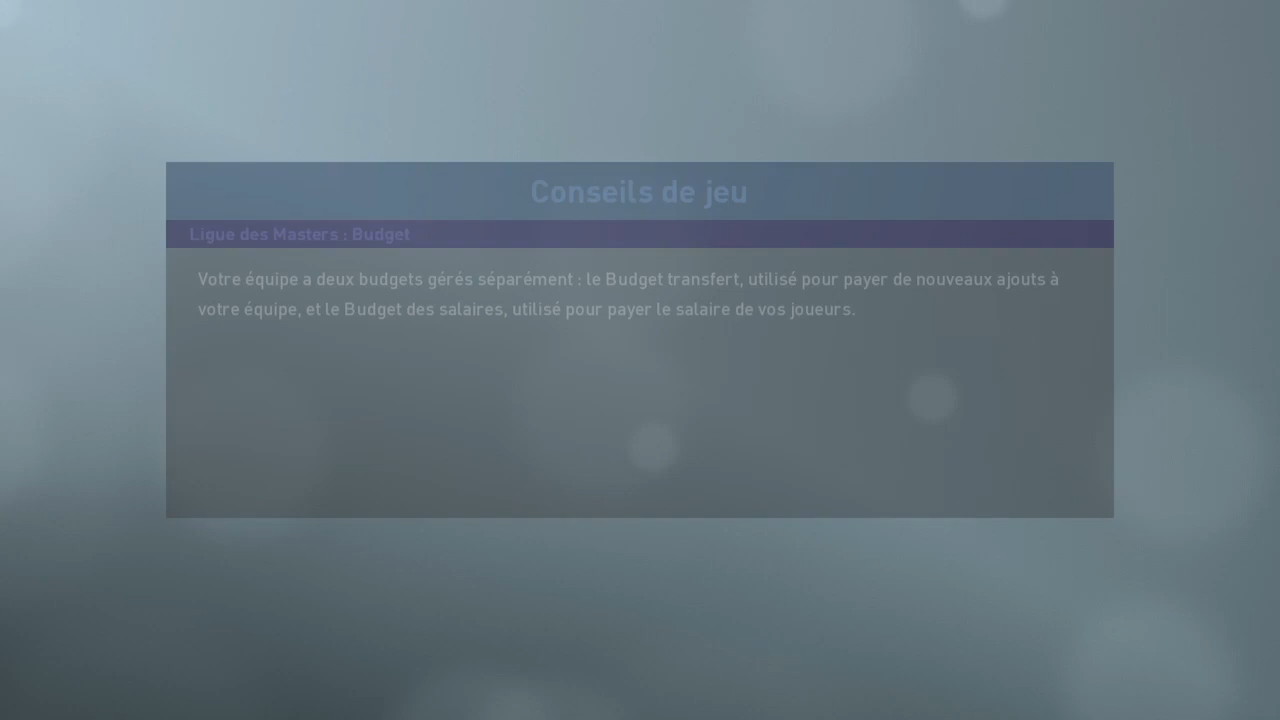 Conseils de jeu
Ligue des Masters : Budget
Votre équipe a deux budgets gérés séparément : le Budget transfert, utilisé pour payer de nouveaux ajouts à
votre équipe, et le Budget des salaires, utilisé pour payer le salaire de vos joueurs.